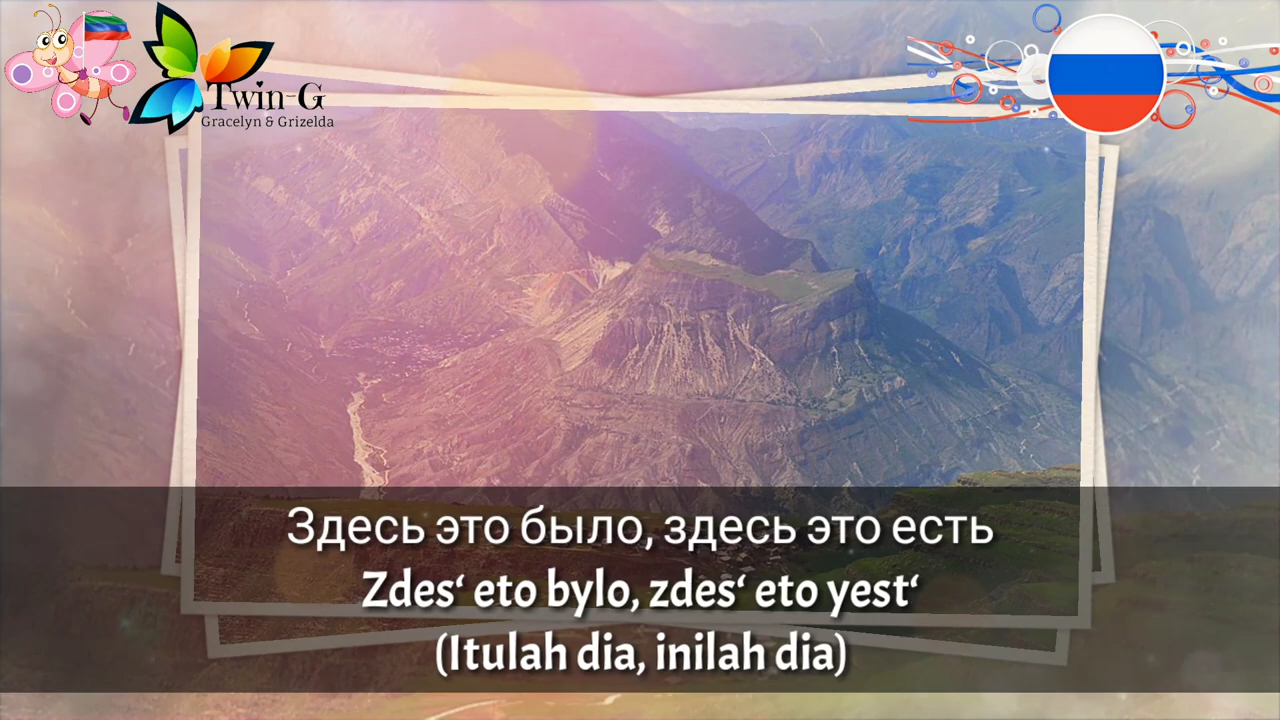 Twin-G
Gracelyn & Grizelda
Здесь это было, здесь это есть
Zdes‘ eto bylo, zdes‘ eto yest‘
(Itulah dia, inilah dia)